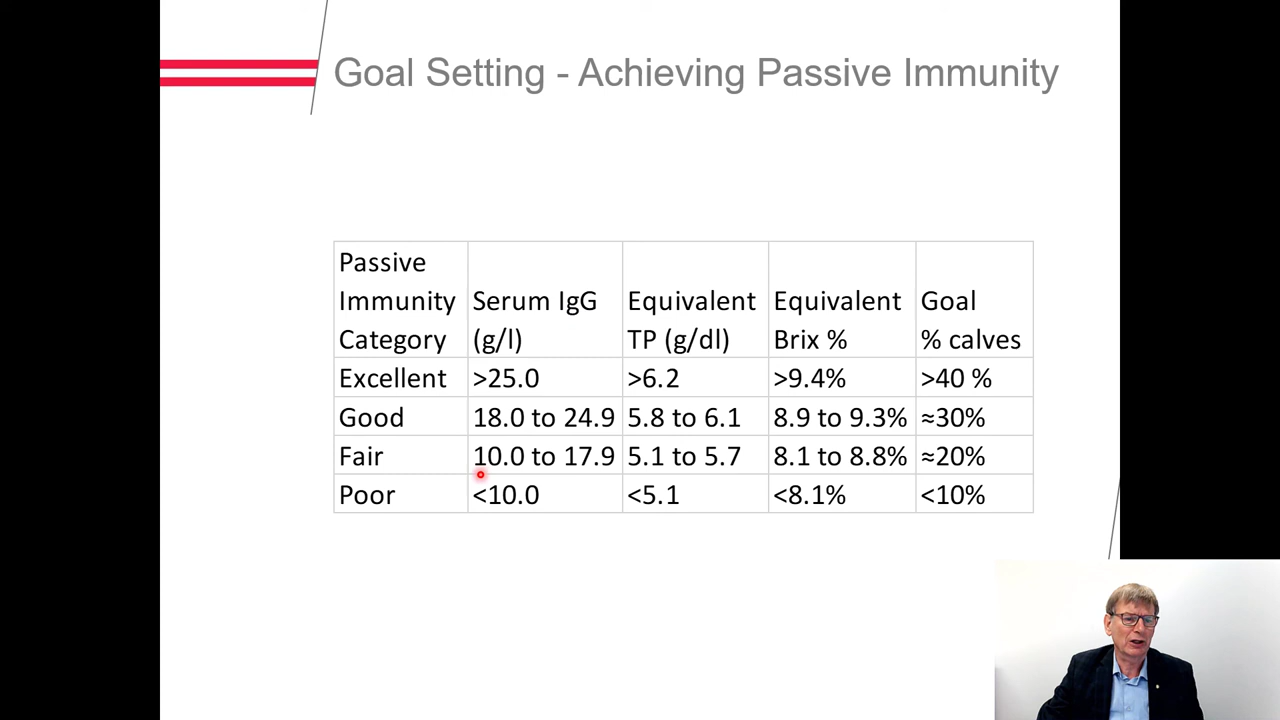 Goal Setting - Achieving Passive Immunity
Passive
Immunity Serum IgG Equivalent Equivalent Goal
Category (g/l) TP (g/dl) Brix % % calves
Excellent >25.0 >6.2 >9.4% >40 %
Good 18.0 to 24.9 5.8 to 6.1 8.9 to 9.3% ≈30%
Fair 10.0 to 17.9 5.1 to 5.7 8.1 to 8.8% ≈20%
Poor <10.0 <5.1 <8.1% <10%